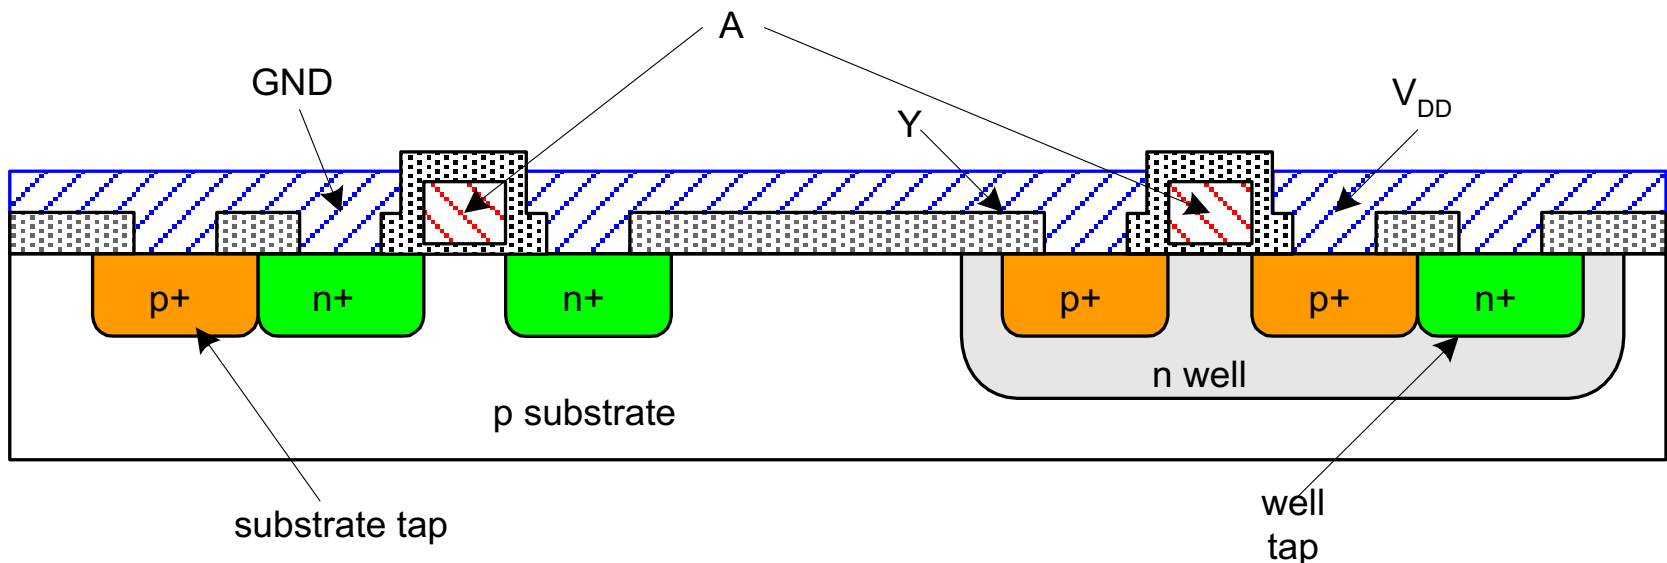 A
GND
Y
VDD
p+
n+
n+
p+
p+
n+
n well
p substrate
substrate tap
well
tap